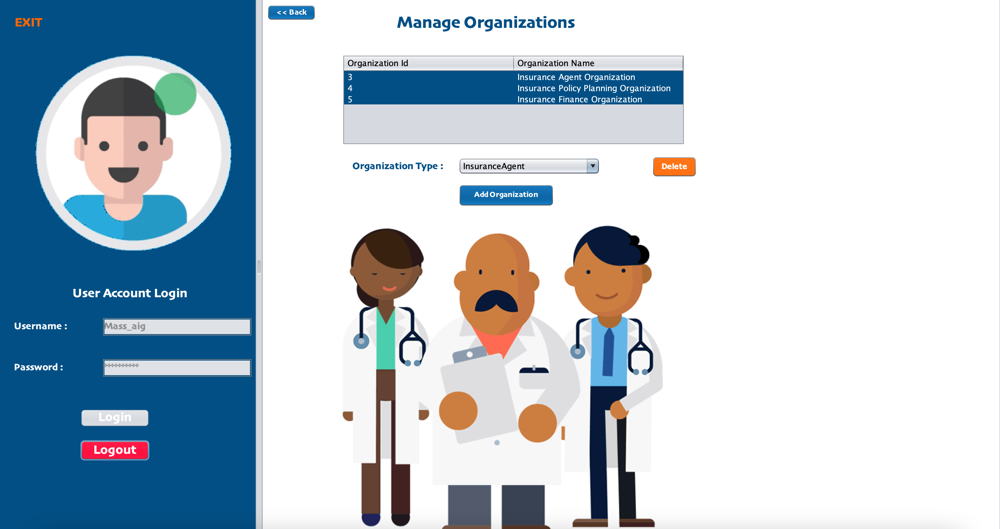 EXIT
User Account Login
Username :
Mass_aig
Password :
Login
Logout
<< Back
Manage Organizations
Organization Id Organization Name
3 Insurance Agent Organization
4 Insurance Policy Planning Organization
5 Insurance Finance Organization
Organization Type : InsuranceAgent Delete
Add Organization